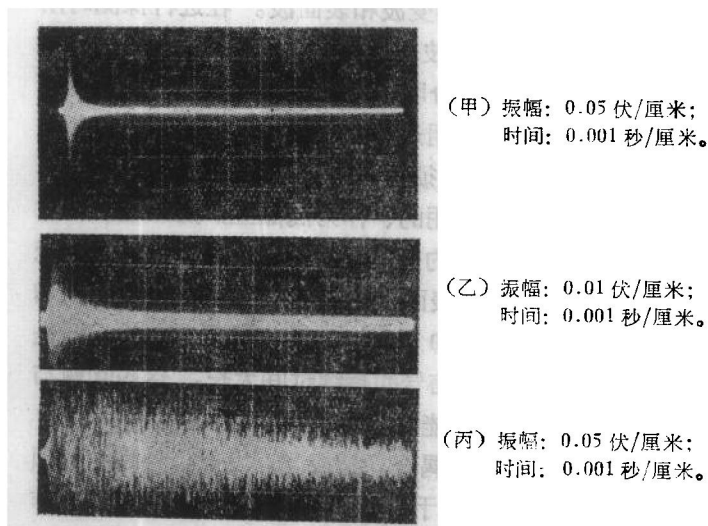 (甲) 振幅: 0.05 伏/厘米;
时间: 0.001 秒/厘米。
(乙) 振幅: 0.01 伏/厘米;
时间: 0.001 秒/厘米。
(丙) 振幅: 0.05 伏/厘米;
时间: 0.001 秒/厘米。